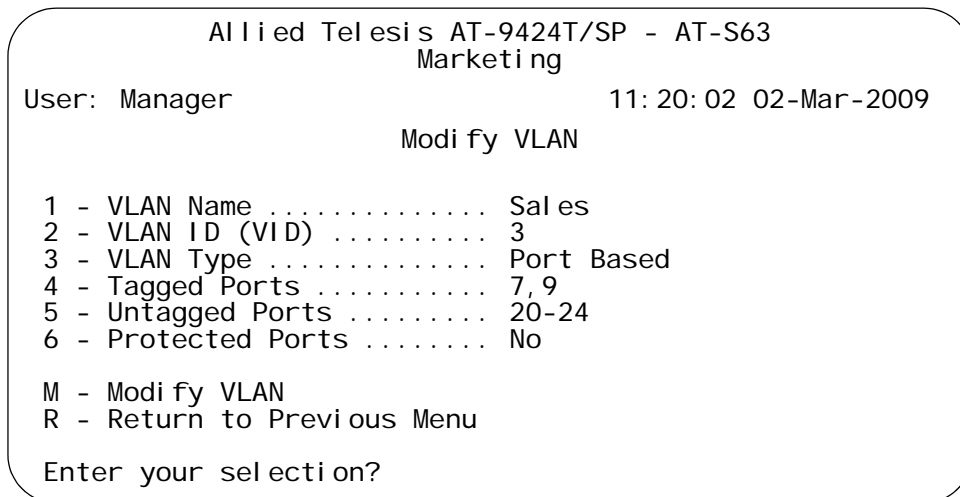 Allied Telesis AT-9424T/SP - AT-S63
Marketing
User: Manager 11:20:02 02-Mar-2009
Modify VLAN
1 - VLAN Name .............. Sales
2 - VLAN ID (VID) .......... 3
3 - VLAN Type .............. Port Based
4 - Tagged Ports ........... 7,9
5 - Untagged Ports ......... 20-24
6 - Protected Ports ........ No
M - Modify VLAN
R - Return to Previous Menu
Enter your selection?